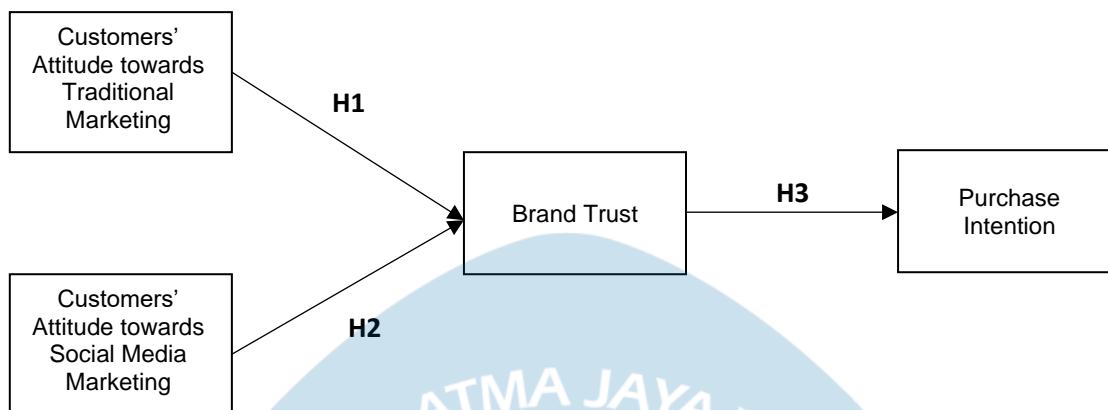 Customers’
Attitude towards
Traditional
Marketing
H1
Brand Trust
H3
Purchase
Intention
Customers’
Attitude towards
Social Media
Marketing
H2
ATMA JAYA